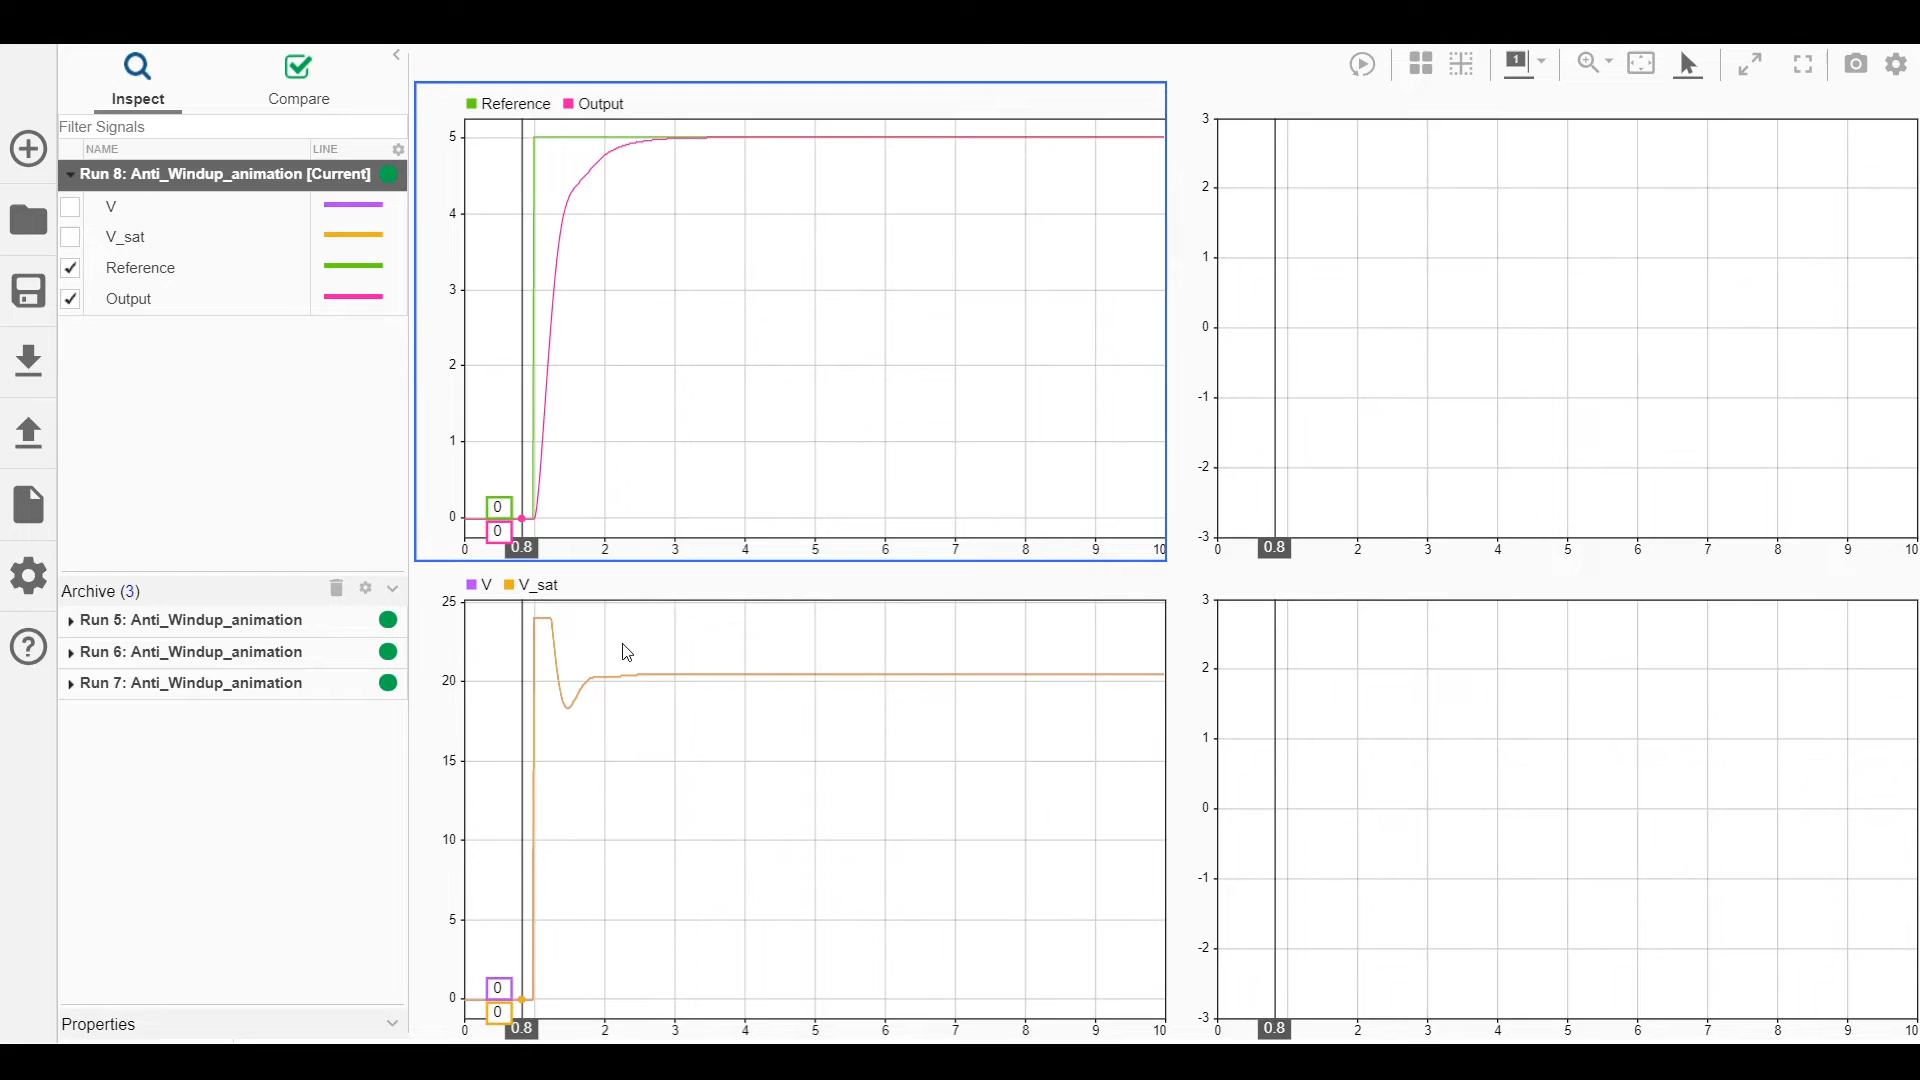 Inspect
Compare
Filter Signals
NAME
LINE
Run 8: Anti_Windup_animation [Current]
V
V_sat
Reference
Output
Archive (3)
Run 5: Anti_Windup_animation
Run 6: Anti_Windup_animation
Run 7: Anti_Windup_animation
Properties
1
Reference Output
5
4
3
2
1
0
0
0
0 0.8 2 3 4 5 6 7 8 9 10
3
2
1
0
-1
-2
-3
0 0.8 2 3 4 5 6 7 8 9 10
V V_sat
25
20
15
10
5
0
0
0
0 0.8 2 3 4 5 6 7 8 9 10
3
2
1
0
-1
-2
-3
0 0.8 2 3 4 5 6 7 8 9 10